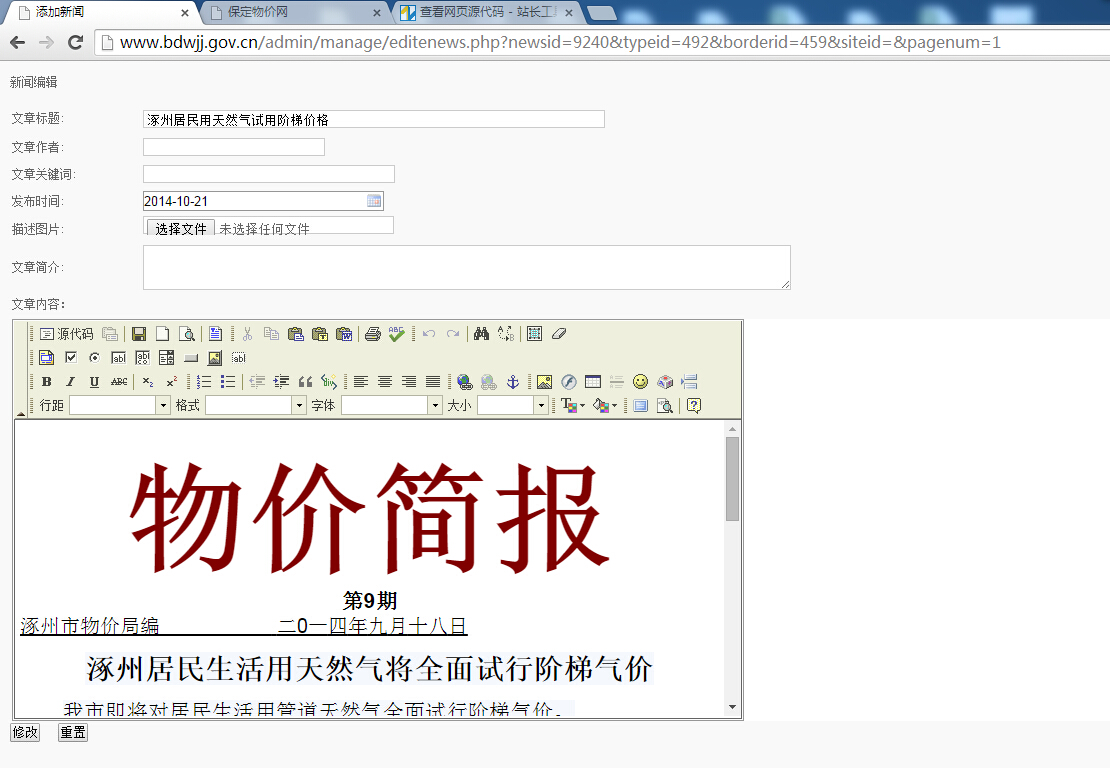 添加新闻
保定物价网
查看网页源代码 - 站长工具
www.bdwjj.gov.cn/admin/manage/editenews.php?newsid=9240&typeid=492&borderid=459&siteid=&pagenum=1
新闻编辑
文章标题: 涿州居民用天然气试用阶梯价格
文章作者:
文章关键词:
发布时间: 2014-10-21
描述图片: 选择文件 未选择任何文件
文章简介:
文章内容:
源代码
行距 格式 字体 大小
物价简报
第9期
涿州市物价局编 二0一四年九月十八日
涿州居民生活用天然气将全面试行阶梯气价
我市即将对居民生活用管道天然气全面试行阶梯气价。
修改 重置